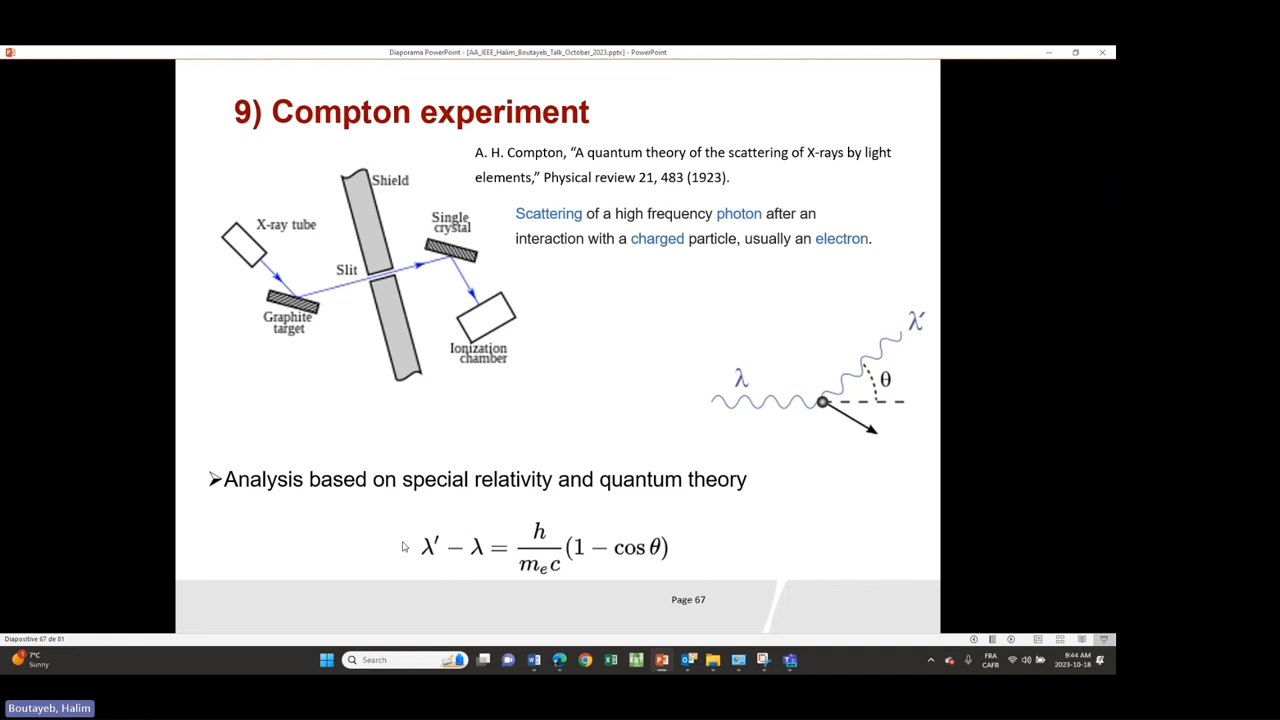 Diaporama PowerPoint - [AA_IEEE_Halim_Boutayeb_Talk_October_2023.pptx] - PowerPoint
9) Compton experiment
A. H. Compton, “A quantum theory of the scattering of X-rays by light
elements,” Physical review 21, 483 (1923).
Shield
X-ray tube
Single
crystal
Scattering of a high frequency photon after an
interaction with a charged particle, usually an electron.
Slit
Graphite
target
Ionization
chamber
λ′
λ
θ
➢Analysis based on special relativity and quantum theory
λ′ − λ = h / (mₑc) (1 − cos θ)
Page 67
Diapositive 67 de 81
7°C
Sunny
Search
FRA
CAFR
9:44 AM
2023-10-18
Boutayeb, Halim